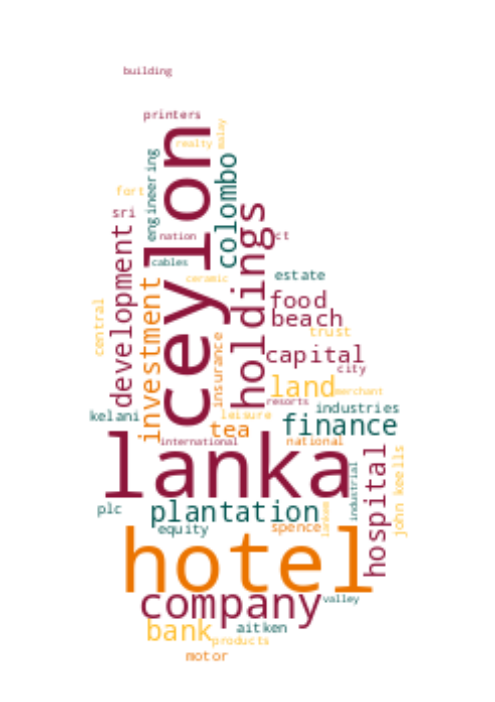 building
printers
ceylon
realty
malay
engineering
colombo
fort
sri
nation
holdings
ct
development
cables
investment
ceramic
estate
food
beach
central
trust
insurance
capital
city
land
merchant
resorts
industries
kelani
leisure
tea
finance
international
national
lanka
industrial
hospital
john keells
plc
plantation
lankem
equity
spence
hotel
company
valley
bank
aitken
products
motor